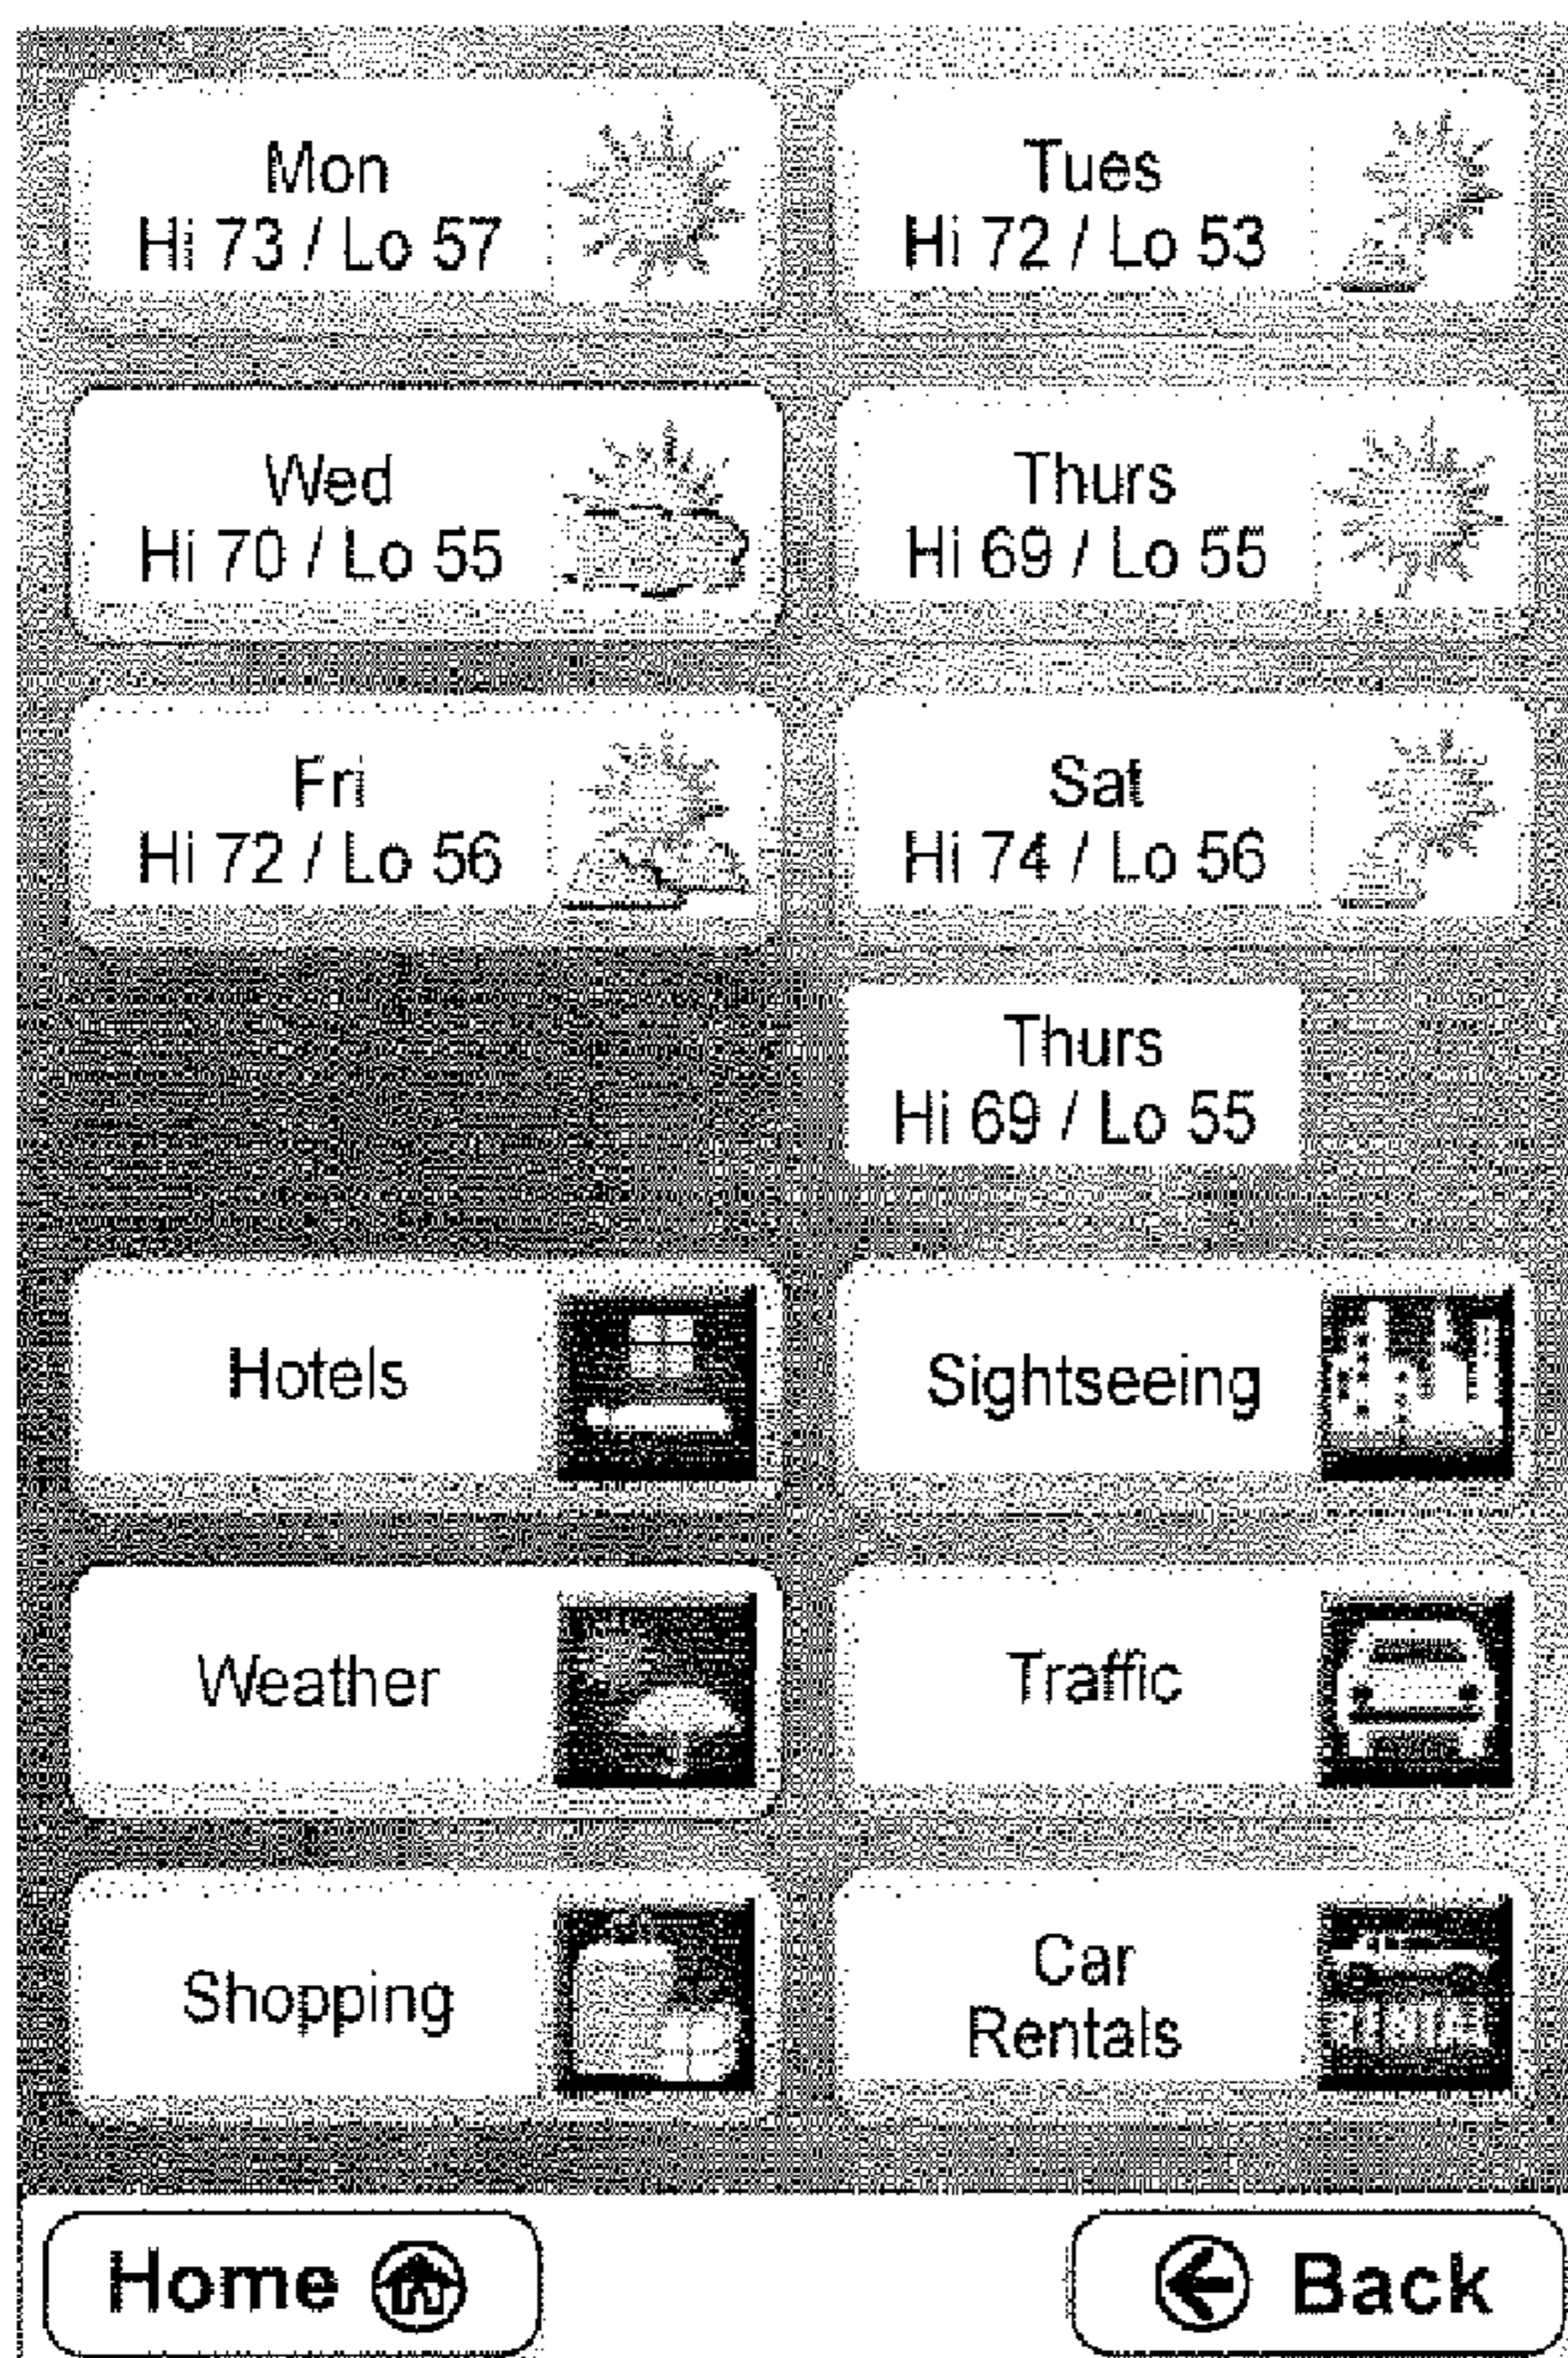 Mon
Hi 73 / Lo 57
Tues
Hi 72 / Lo 53
Wed
Hi 70 / Lo 55
Thurs
Hi 69 / Lo 55
Fri
Hi 72 / Lo 56
Sat
Hi 74 / Lo 56
Thurs
Hi 69 / Lo 55
Hotels
Sightseeing
Weather
Traffic
Shopping
Car
Rentals
Home
Back